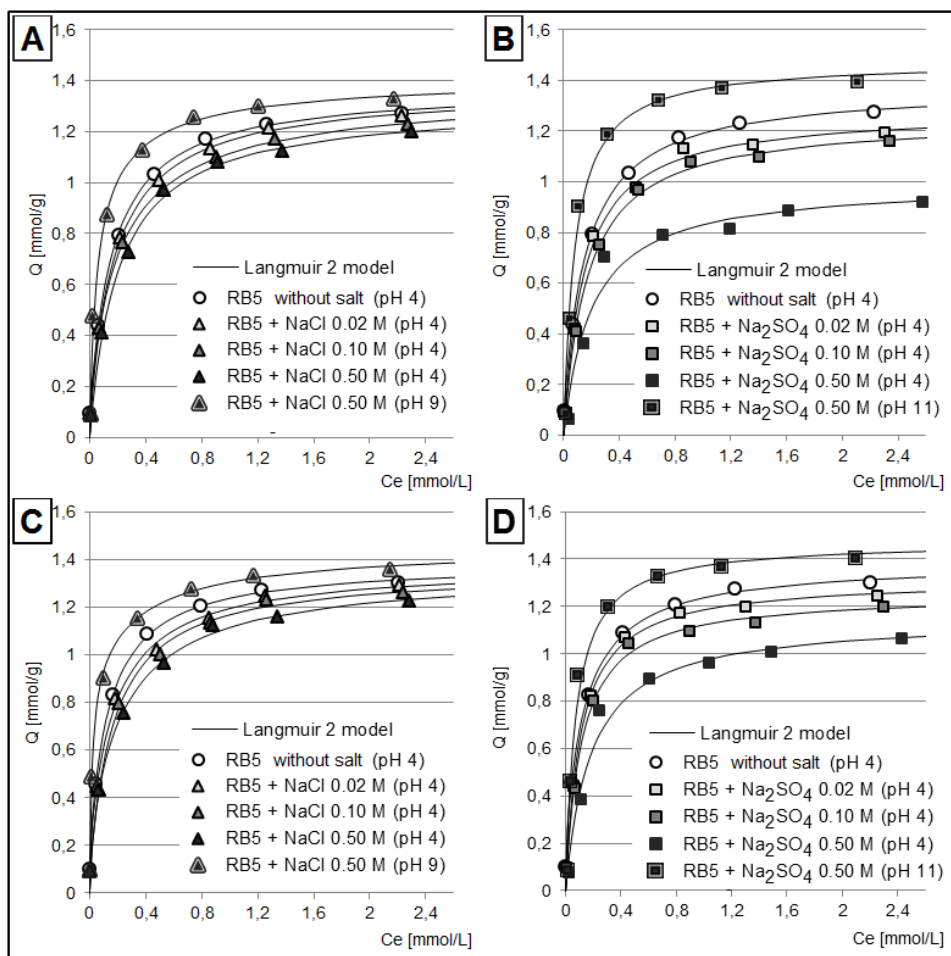 A
1,6
1,4
1,2
1
0,8
0,6
0,4
0,2
0
Q [mmol/g]
Langmuir 2 model
RB5 without salt (pH 4)
RB5 + NaCl 0.02 M (pH 4)
RB5 + NaCl 0.10 M (pH 4)
RB5 + NaCl 0.50 M (pH 4)
RB5 + NaCl 0.50 M (pH 9)
0 0,4 0,8 1,2 1,6 2 2,4
Ce [mmol/L]
B
1,6
1,4
1,2
1
0,8
0,6
0,4
0,2
0
Q [mmol/g]
Langmuir 2 model
RB5 without salt (pH 4)
RB5 + Na2SO4 0.02 M (pH 4)
RB5 + Na2SO4 0.10 M (pH 4)
RB5 + Na2SO4 0.50 M (pH 4)
RB5 + Na2SO4 0.50 M (pH 11)
0 0,4 0,8 1,2 1,6 2 2,4
Ce [mmol/L]
C
1,6
1,4
1,2
1
0,8
0,6
0,4
0,2
0
Q [mmol/g]
Langmuir 2 model
RB5 without salt (pH 4)
RB5 + NaCl 0.02 M (pH 4)
RB5 + NaCl 0.10 M (pH 4)
RB5 + NaCl 0.50 M (pH 4)
RB5 + NaCl 0.50 M (pH 9)
0 0,4 0,8 1,2 1,6 2 2,4
Ce [mmol/L]
D
1,6
1,4
1,2
1
0,8
0,6
0,4
0,2
0
Q [mmol/g]
Langmuir 2 model
RB5 without salt (pH 4)
RB5 + Na2SO4 0.02 M (pH 4)
RB5 + Na2SO4 0.10 M (pH 4)
RB5 + Na2SO4 0.50 M (pH 4)
RB5 + Na2SO4 0.50 M (pH 11)
0 0,4 0,8 1,2 1,6 2 2,4
Ce [mmol/L]